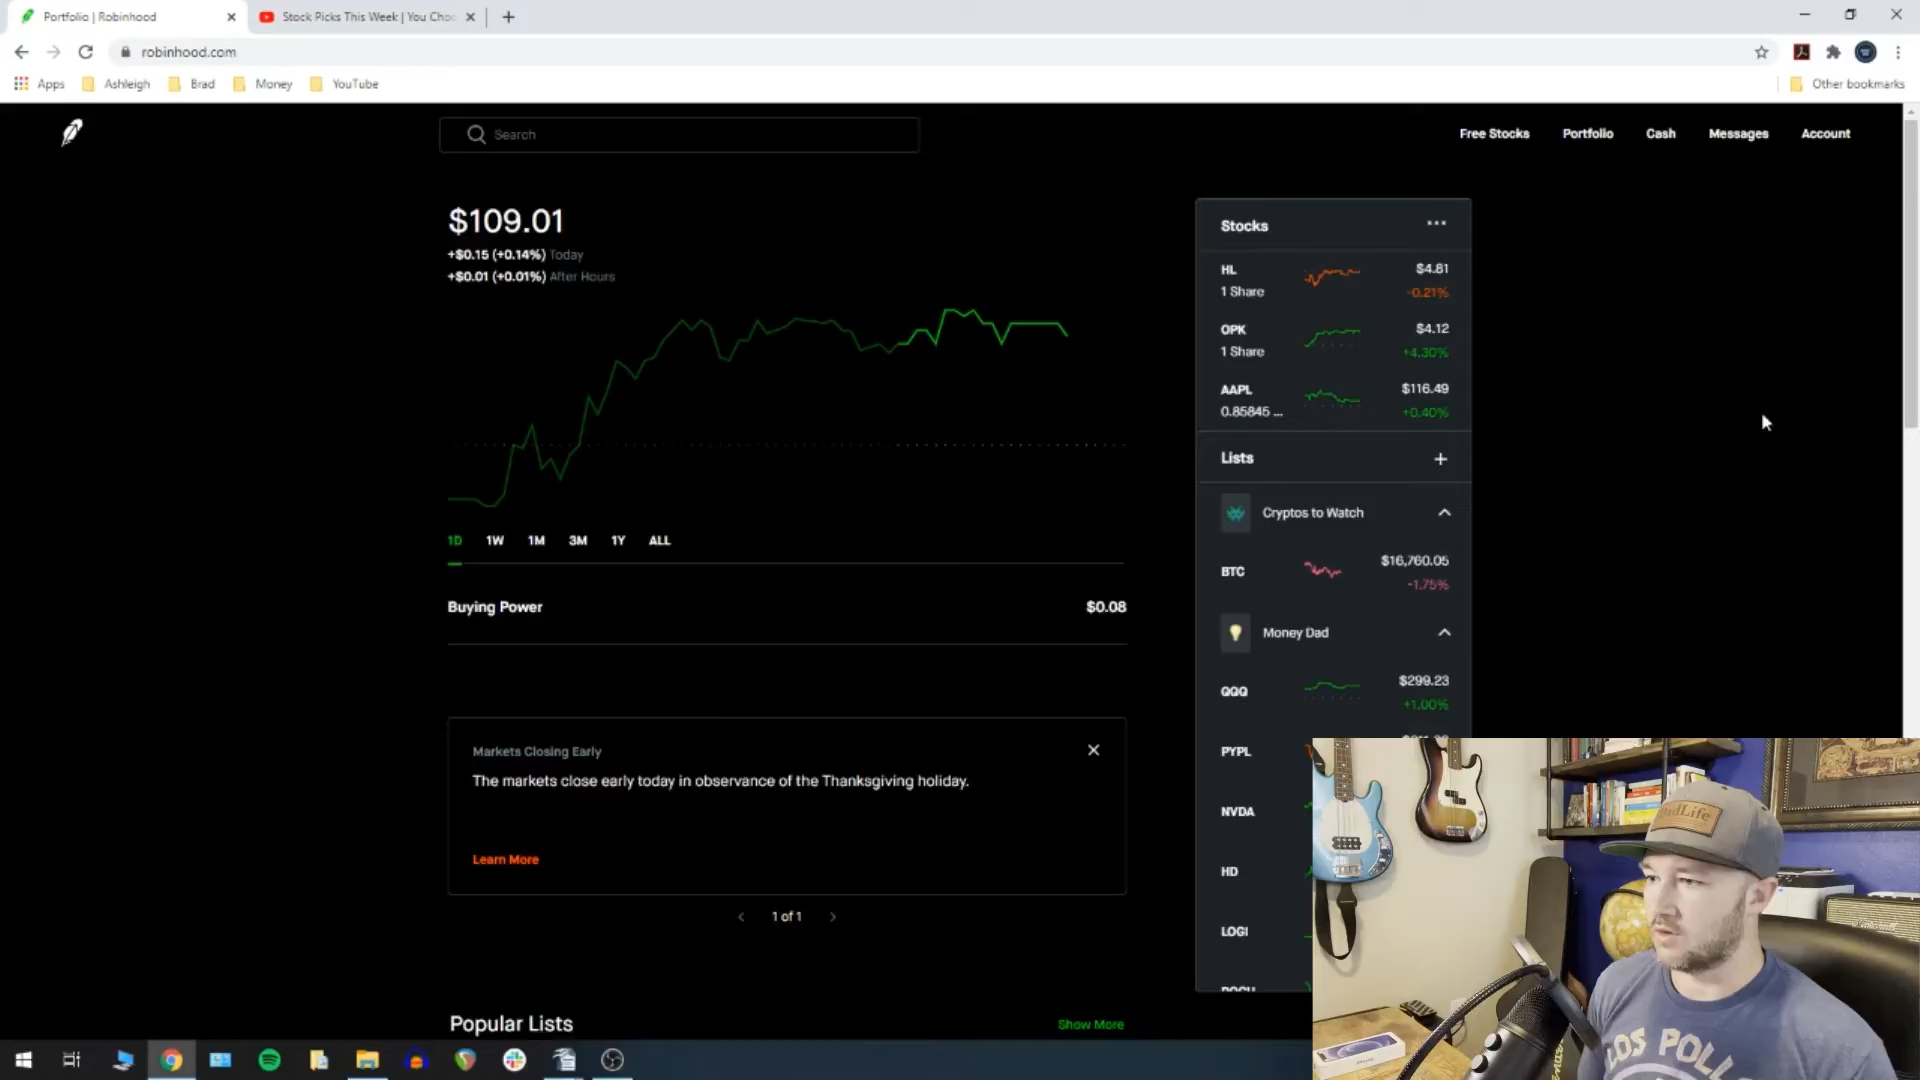 Portfolio | Robinhood
Stock Picks This Week | You Choo
robinhood.com
Apps
Ashleigh
Brad
Money
YouTube
Other bookmarks
Search
Free Stocks
Portfolio
Cash
Messages
Account
$109.01
+$0.15 (+0.14%) Today
+$0.01 (+0.01%) After Hours
1D 1W 1M 3M 1Y ALL
Buying Power $0.08
Markets Closing Early
The markets close early today in observance of the Thanksgiving holiday.
Learn More
1 of 1
Popular Lists
Show More
Stocks
HL $4.81
1 Share -0.21%
OPK $4.12
1 Share +4.30%
AAPL $116.49
0.85845 ... +0.40%
Lists
Cryptos to Watch
BTC $16,760.05
-1.75%
Money Dad
QQQ $299.23
+1.00%
PYPL
NVDA
HD
LOGI
DOCU
LOS POLL